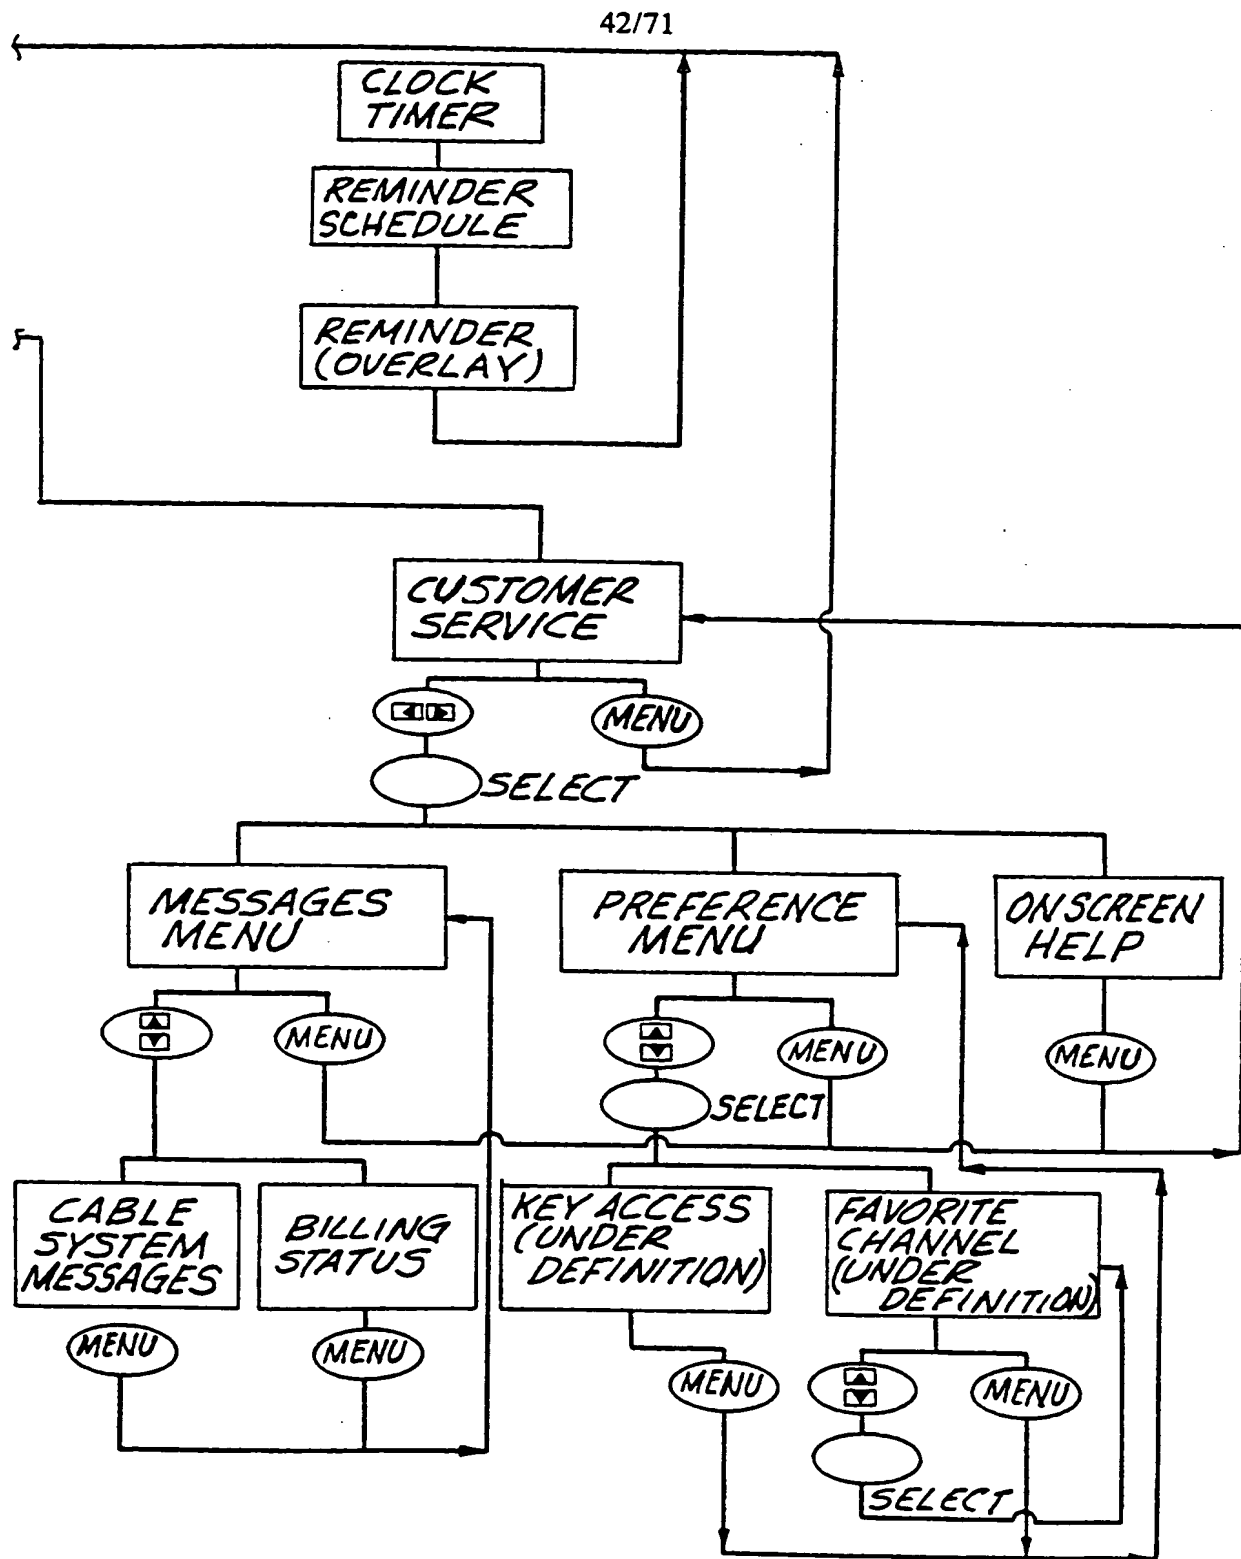 42/71
CLOCK
TIMER
REMINDER
SCHEDULE
REMINDER
(OVERLAY)
CUSTOMER
SERVICE
MENU
SELECT
MESSAGES
MENU
PREFERENCE
MENU
ONSCREEN
HELP
MENU
MENU
MENU
SELECT
CABLE
SYSTEM
MESSAGES
BILLING
STATUS
KEY ACCESS
(UNDER
DEFINITION)
FAVORITE
CHANNEL
(UNDER
DEFINITION)
MENU
MENU
MENU
MENU
SELECT